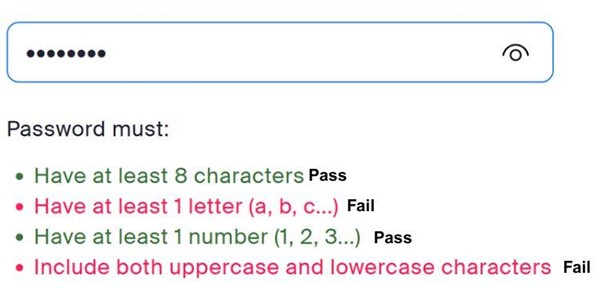 ••••••••
Password must:
• Have at least 8 characters Pass
• Have at least 1 letter (a, b, c...) Fail
• Have at least 1 number (1, 2, 3...) Pass
• Include both uppercase and lowercase characters Fail